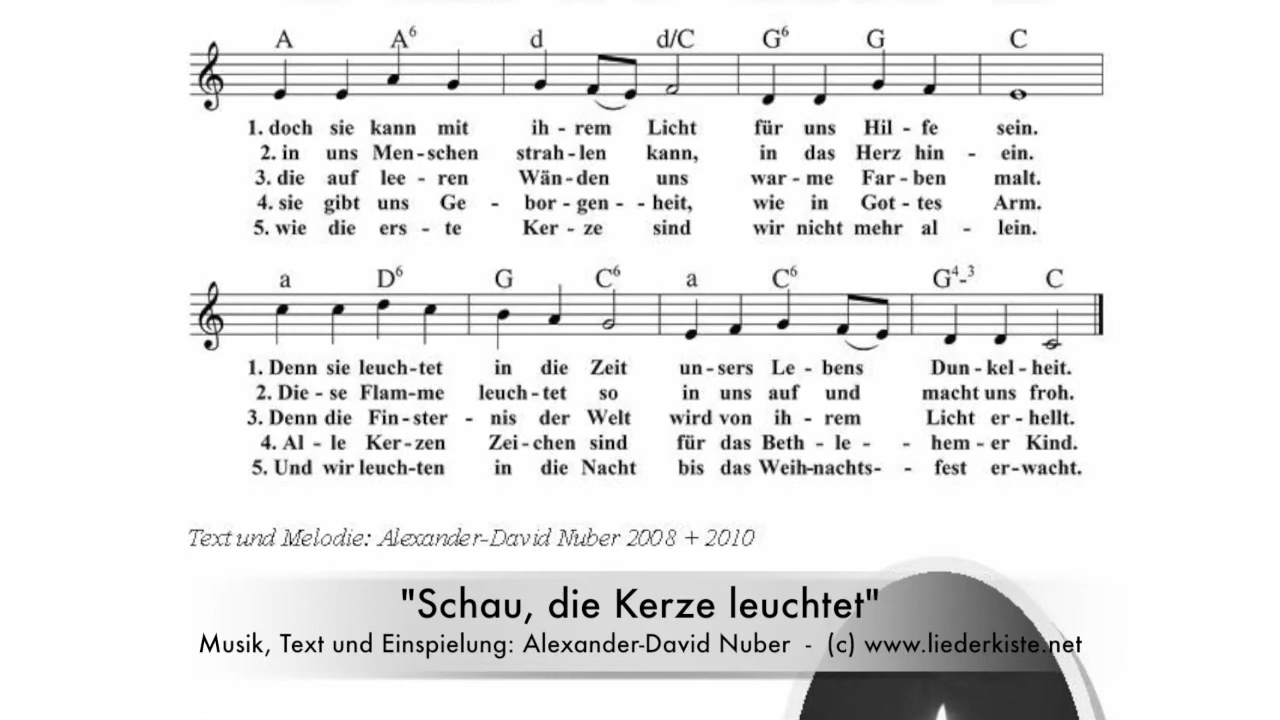 A A6 d d/C G6 G C
1. doch sie kann mit ih - rem Licht für uns Hil - fe sein.
2. in uns Men - schen strah - len kann, in das Herz hin - ein.
3. die auf lee - ren Wän - den uns war - me Far - ben malt.
4. sie gibt uns Ge - bor - gen - - heit, wie in Got - tes Arm.
5. wie die ers - te Ker - ze sind wir nicht mehr al - lein.
a D6 G C6 a C6 G4-3 C
1. Denn sie leuch - tet in die Zeit un - sers Le - bens Dun - kel - heit.
2. Die - se Flam - me leuch - tet so in uns auf und macht uns froh.
3. Denn die Fin - ster - nis der Welt wird von ih - rem Licht er - hellt.
4. Al - le Ker - zen Zei - chen sind für das Beth - le - - hem - er Kind.
5. Und wir leuch - ten in die Nacht bis das Weih - nachts - - fest er - wacht.
Text und Melodie: Alexander-David Nuber 2008 + 2010
"Schau, die Kerze leuchtet"
Musik, Text und Einspielung: Alexander-David Nuber - (c) www.liederkiste.net